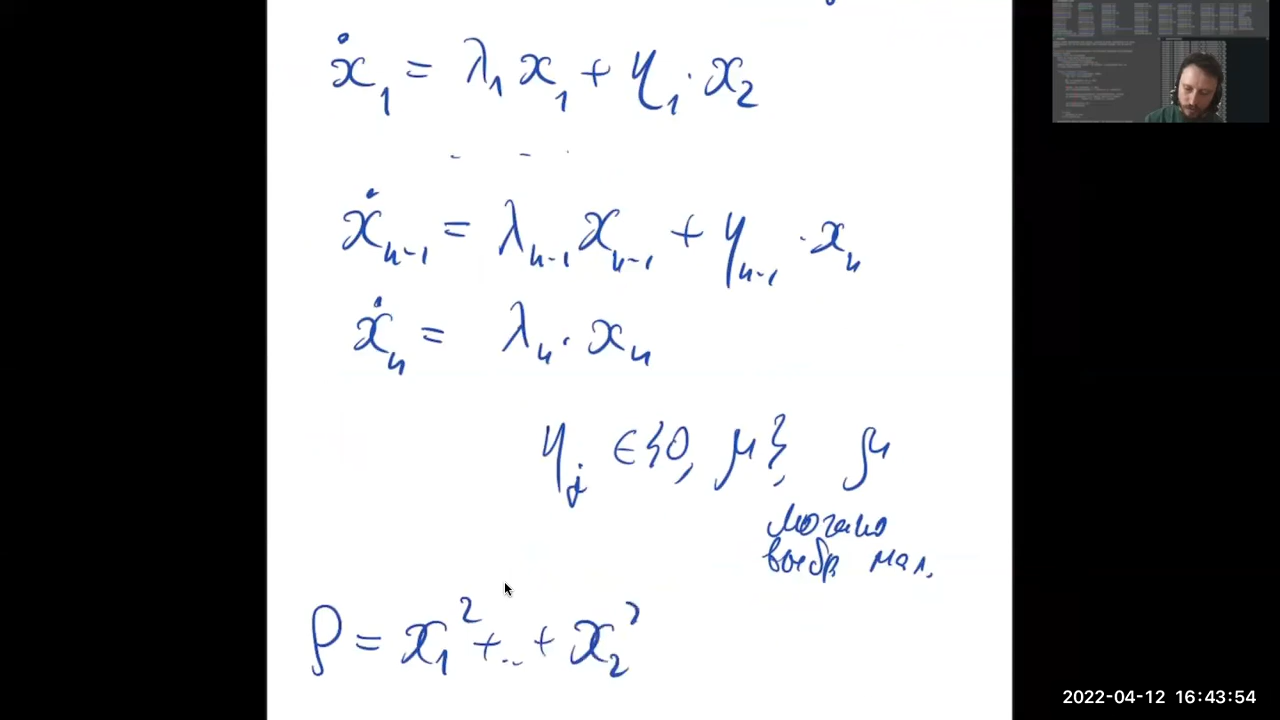 ẋ₁ = λ₁x₁ + η₁·x₂
- - ·
ẋₙ₋₁ = λₙ₋₁xₙ₋₁ + ηₙ₋₁·xₙ
ẋₙ = λₙ·xₙ
ηⱼ ∈ {0, μ}, μ
можно
выбр мал.
ρ = x₁² + .. + x₂²
2022-04-12 16:43:54